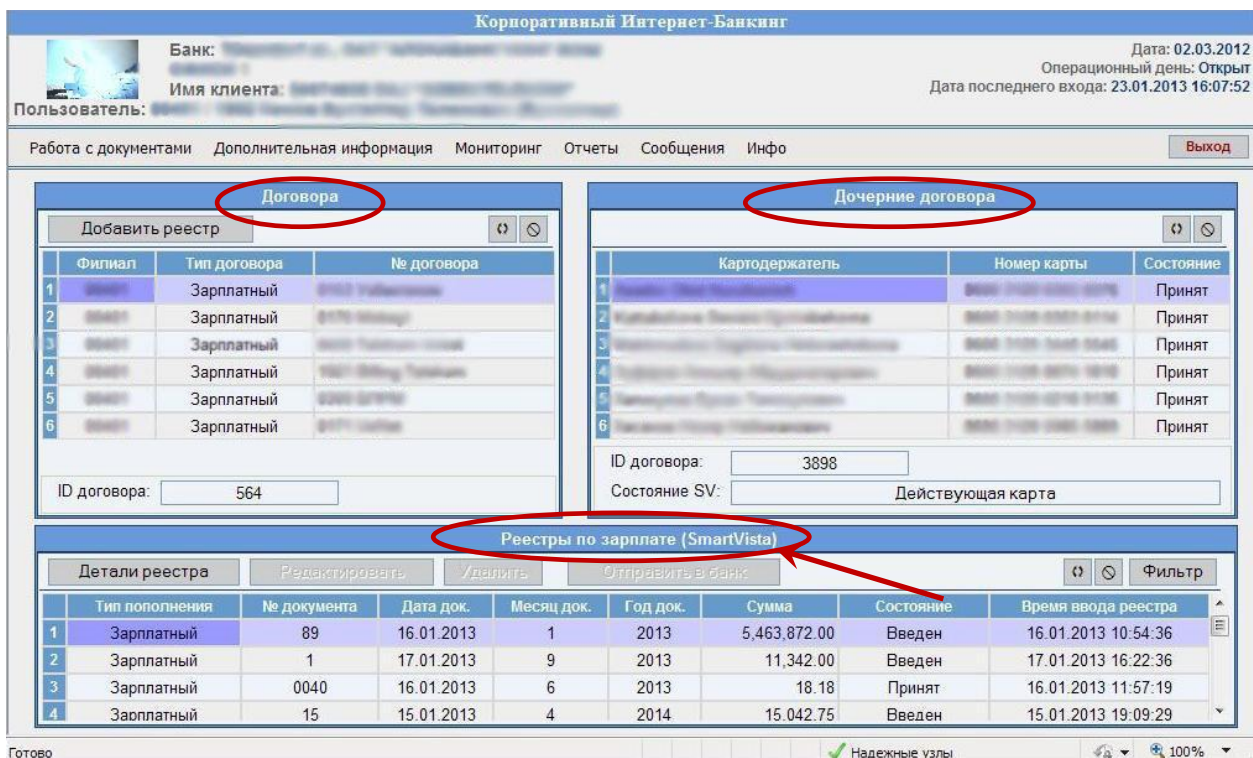 Корпоративный Интернет-Банкинг
Банк:
Дата: 02.03.2012
Операционный день: Открыт
Имя клиента:
Дата последнего входа: 23.01.2013 16:07:52
Пользователь:
Работа с документами Дополнительная информация Мониторинг Отчеты Сообщения Инфо Выход
Договора
Добавить реестр
Филиал Тип договора № договора
1 Зарплатный
2 Зарплатный
3 Зарплатный
4 Зарплатный
5 Зарплатный
6 Зарплатный
ID договора: 564
Дочерние договора
Картодержатель Номер карты Состояние
1 Принят
2 Принят
3 Принят
4 Принят
5 Принят
6 Принят
ID договора: 3898
Состояние SV: Действующая карта
Реестры по зарплате (SmartVista)
Детали реестра Редактировать Удалить Отправить в банк Фильтр
Тип пополнения № документа Дата док. Месяц док. Год док. Сумма Состояние Время ввода реестра
1 Зарплатный 89 16.01.2013 1 2013 5,463,872.00 Введен 16.01.2013 10:54:36
2 Зарплатный 1 17.01.2013 9 2013 11,342.00 Введен 17.01.2013 16:22:36
3 Зарплатный 0040 16.01.2013 6 2013 18.18 Принят 16.01.2013 11:57:19
4 Зарплатный 15 15.01.2013 4 2014 15.042.75 Введен 15.01.2013 19:09:29
Готово Надежные узлы 100%